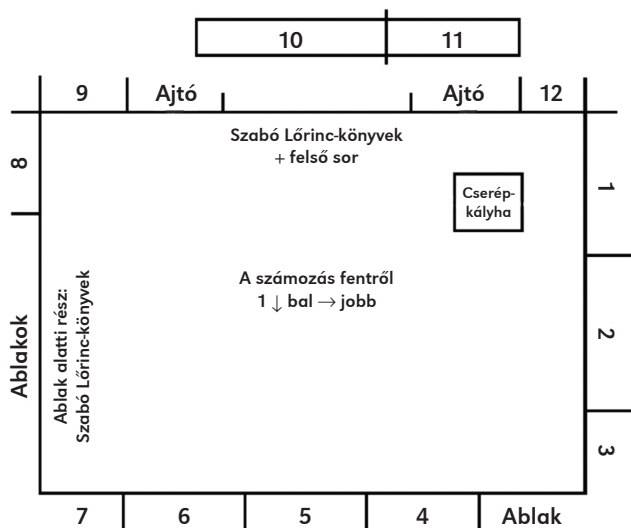 10
11
9
Ajtó
Ajtó
12
Szabó Lőrinc-könyvek
+ felső sor
8
1
Cserép-
kályha
A számozás fentről
1 ↓ bal → jobb
Ablakok
Ablak alatti rész:
Szabó Lőrinc-könyvek
2
3
7
6
5
4
Ablak